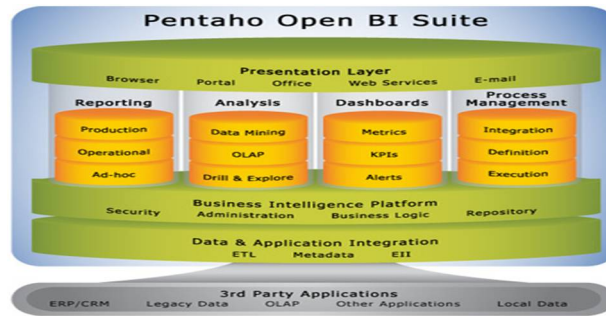 Pentaho Open BI Suite
Presentation Layer
Browser Portal Office Web Services E-mail
Reporting Analysis Dashboards Process Management
Production Data Mining Metrics Integration
Operational OLAP KPIs Definition
Ad-hoc Drill & Explore Alerts Execution
Business Intelligence Platform
Security Administration Business Logic Repository
Data & Application Integration
ETL Metadata EII
3rd Party Applications
ERP/CRM Legacy Data OLAP Other Applications Local Data